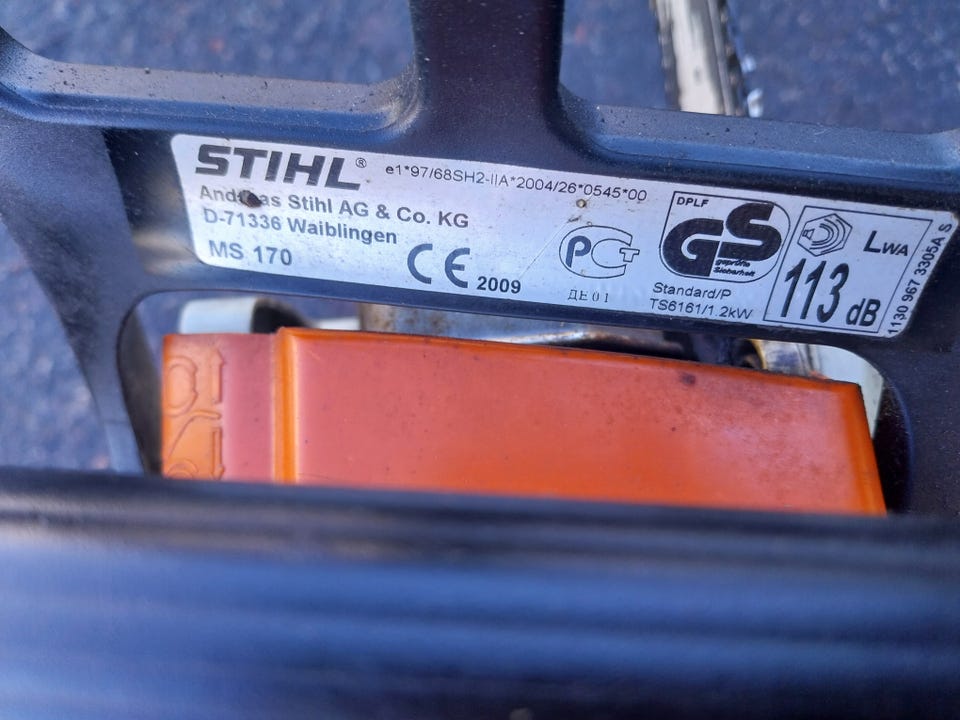 STIHL®
e1*97/68SH2-IIA*2004/26*0545*00
Andreas Stihl AG & Co. KG
D-71336 Waiblingen
MS 170
CE 2009
РСТ
ДЕ01
DPLF
GS
geprüfte
Sicherheit
Standard/P
TS6161/1.2kW
LWA
113 dB
1130 967 3305A S